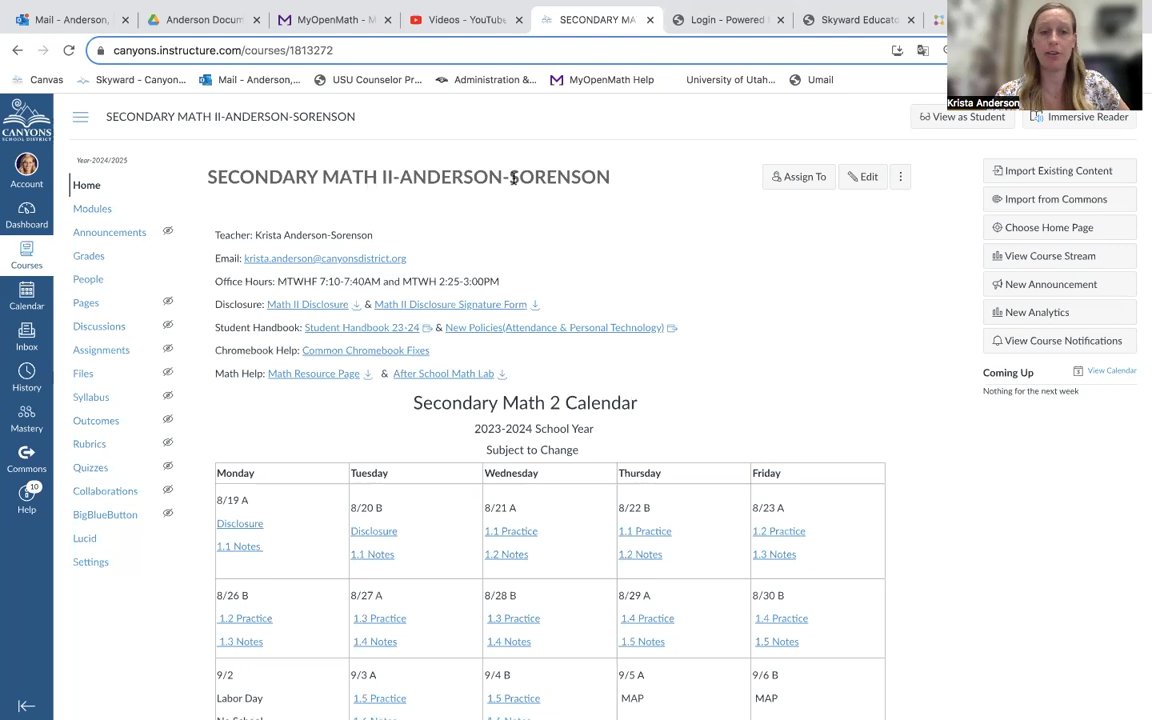 Mail - Anderson,
Anderson Docum
MyOpenMath - M
Videos - YouTube
SECONDARY MA
Login - Powered
Skyward Educato
canyons.instructure.com/courses/1813272
Canvas
Skyward - Canyon...
Mail - Anderson,...
USU Counselor Pr...
Administration &...
MyOpenMath Help
University of Utah...
Umail
Krista Anderson
CANYONS
SCHOOL DISTRICT
Account
Dashboard
Courses
Calendar
Inbox
History
Mastery
Commons
10
Help
SECONDARY MATH II-ANDERSON-SORENSON
View as Student
Immersive Reader
Year-2024/2025
Home
Modules
Announcements
Grades
People
Pages
Discussions
Assignments
Files
Syllabus
Outcomes
Rubrics
Quizzes
Collaborations
BigBlueButton
Lucid
Settings
SECONDARY MATH II-ANDERSON-SORENSON
Assign To
Edit
Teacher: Krista Anderson-Sorenson
Email: krista.anderson@canyonsdistrict.org
Office Hours: MTWHF 7:10-7:40AM and MTWH 2:25-3:00PM
Disclosure: Math II Disclosure & Math II Disclosure Signature Form
Student Handbook: Student Handbook 23-24 & New Policies(Attendance & Personal Technology)
Chromebook Help: Common Chromebook Fixes
Math Help: Math Resource Page & After School Math Lab
Secondary Math 2 Calendar
2023-2024 School Year
Subject to Change
Monday Tuesday Wednesday Thursday Friday
8/19 A
Disclosure
1.1 Notes
8/20 B
Disclosure
1.1 Notes
8/21 A
1.1 Practice
1.2 Notes
8/22 B
1.1 Practice
1.2 Notes
8/23 A
1.2 Practice
1.3 Notes
8/26 B
1.2 Practice
1.3 Notes
8/27 A
1.3 Practice
1.4 Notes
8/28 B
1.3 Practice
1.4 Notes
8/29 A
1.4 Practice
1.5 Notes
8/30 B
1.4 Practice
1.5 Notes
9/2
Labor Day
No School
9/3 A
1.5 Practice
9/4 B
1.5 Practice
9/5 A
MAP
9/6 B
MAP
Import Existing Content
Import from Commons
Choose Home Page
View Course Stream
New Announcement
New Analytics
View Course Notifications
Coming Up
View Calendar
Nothing for the next week